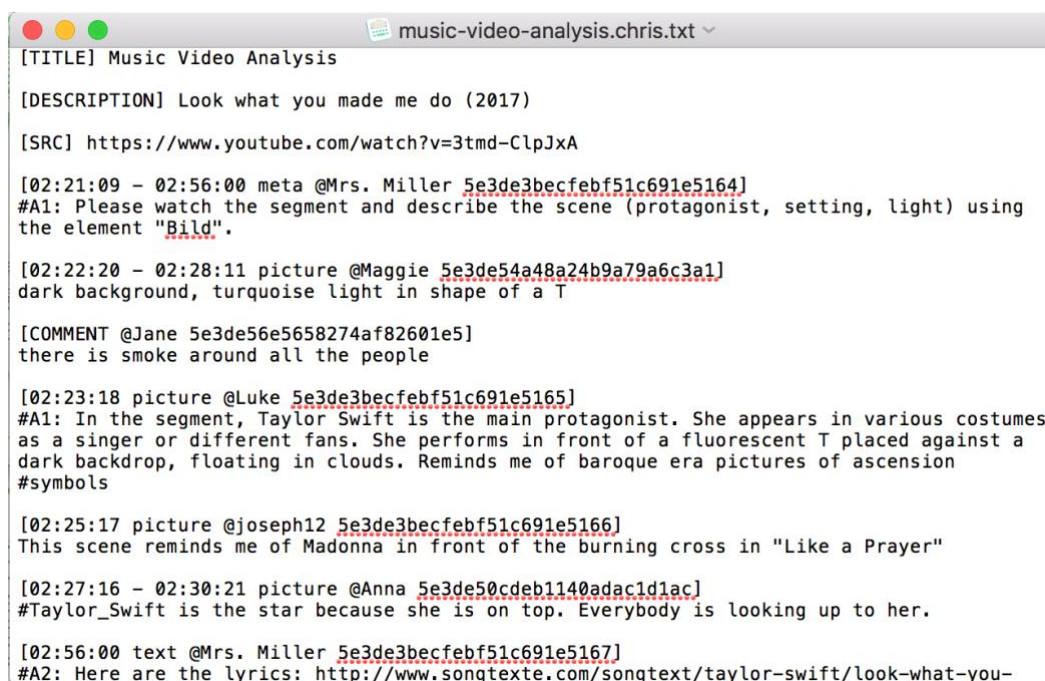 music-video-analysis.chris.txt
[TITLE] Music Video Analysis
[DESCRIPTION] Look what you made me do (2017)
[SRC] https://www.youtube.com/watch?v=3tmd-ClpJxA
[02:21:09 – 02:56:00 meta @Mrs. Miller 5e3de3becfebf51c691e5164]
#A1: Please watch the segment and describe the scene (protagonist, setting, light) using
the element "Bild".
[02:22:20 – 02:28:11 picture @Maggie 5e3de54a48a24b9a79a6c3a1]
dark background, turquoise light in shape of a T
[COMMENT @Jane 5e3de56e5658274af82601e5]
there is smoke around all the people
[02:23:18 picture @Luke 5e3de3becfebf51c691e5165]
#A1: In the segment, Taylor Swift is the main protagonist. She appears in various costumes
as a singer or different fans. She performs in front of a fluorescent T placed against a
dark backdrop, floating in clouds. Reminds me of baroque era pictures of ascension
#symbols
[02:25:17 picture @joseph12 5e3de3becfebf51c691e5166]
This scene reminds me of Madonna in front of the burning cross in "Like a Prayer"
[02:27:16 – 02:30:21 picture @Anna 5e3de50cdeb1140adac1d1ac]
#Taylor_Swift is the star because she is on top. Everybody is looking up to her.
[02:56:00 text @Mrs. Miller 5e3de3becfebf51c691e5167]
#A2: Here are the lyrics: http://www.songtexte.com/songtext/taylor-swift/look-what-you-